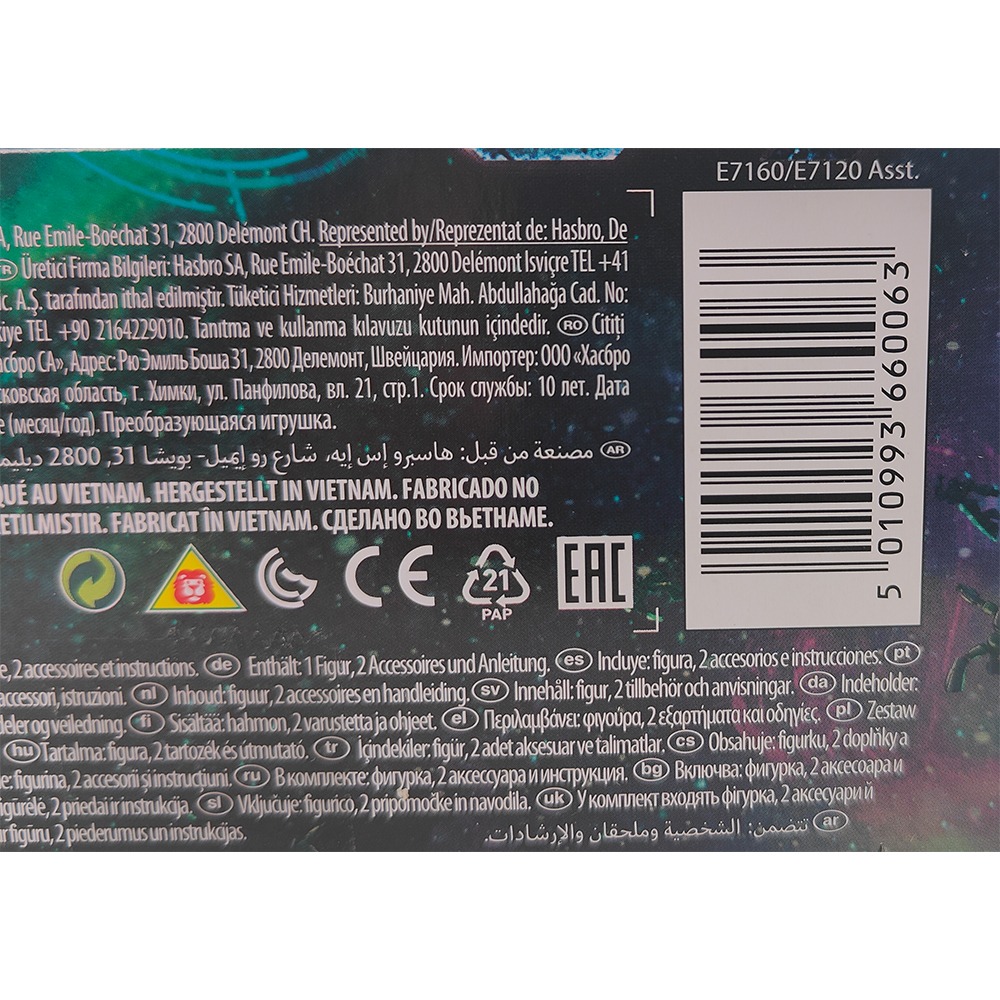 E7160/E7120 Asst.
A, Rue Emile-Boéchat 31, 2800 Delémont CH. Represented by/Reprezentat de: Hasbro, De
TR Üretici Firma Bilgileri: Hasbro SA, Rue Emile-Boéchat 31, 2800 Delémont Isviçre TEL +41
ic. A.Ş. tarafından ithal edilmiştir. Tüketici Hizmetleri: Burhaniye Mah. Abdullahağa Cad. No:
kiye TEL +90 2164229010. Tanıtma ve kullanma kılavuzu kutunun içindedir. RO Citiți
асбро СА», Адрес: Рю Эмиль Боша 31, 2800 Делемонт, Швейцария. Импортер: ООО «Хасбро
сковская область, г. Химки, ул. Панфилова, вл. 21, стр.1. Срок службы: 10 лет. Дата
е (месяц/год). Преобразующаяся игрушка.
AR مصنعة من قبل: هاسبرو إس إيه، شارع رو إيميل- بويشا 31, 2800 ديليم
QUÉ AU VIETNAM. HERGESTELLT IN VIETNAM. FABRICADO NO
ETILMISTIR. FABRICAT ÎN VIETNAM. СДЕЛАНО ВО ВЬЕТНАМЕ.
CE 21 PAP EAC
5 010993 660063
e, 2 accessoires et instructions. de Enthält: 1 Figur, 2 Accessoires und Anleitung. es Incluye: figura, 2 accesorios e instrucciones. pt
accessori, istruzioni. nl Inhoud: figuur, 2 accessoires en handleiding. sv Innehåll: figur, 2 tillbehör och anvisningar. da Indeholder:
deler og veiledning. fi Sisältää: hahmon, 2 varustetta ja ohjeet. el Περιλαμβάνει: φιγούρα, 2 εξαρτήματα και οδηγίες. pl Zestaw
hu Tartalma: figura, 2 tartozék és útmutató. tr İçindekiler: figür, 2 adet aksesuar ve talimatlar. cs Obsahuje: figurku, 2 doplňky a
e: figurina, 2 accesorii și instrucțiuni. ru В комплекте: фигурка, 2 аксессуара и инструкция. bg Включва: фигурка, 2 аксесоара и
figūrėlė, 2 priedai ir instrukcija. sl Vključuje: figurico, 2 pripomočke in navodila. uk У комплект входять фігурка, 2 аксесуари й
ur figūru, 2 piederumus un instrukcijas.
ar تتضمن: الشخصية وملحقان والإرشادات.